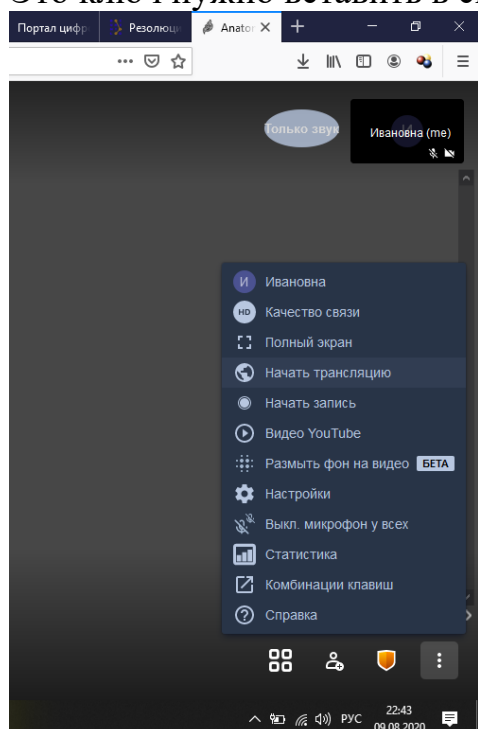 Портал цифр
Резолюци
Anator
Только звук
Ивановна (me)
И Ивановна
HD Качество связи
Полный экран
Начать трансляцию
Начать запись
Видео YouTube
Размыть фон на видео БЕТА
Настройки
Выкл. микрофон у всех
Статистика
Комбинации клавиш
Справка
РУС
22:43
09.08.2020